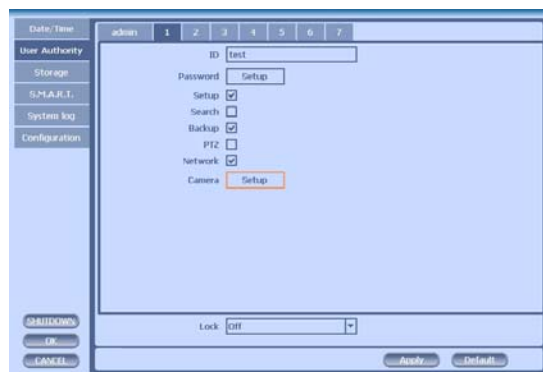 Date/Time
User Authority
Storage
S.M.A.R.T.
System log
Configuration
admin 1 2 3 4 5 6 7
ID test
Password Setup
Setup
Search
Backup
PTZ
Network
Camera Setup
Lock Off
SHUTDOWN
OK
CANCEL
Apply Default